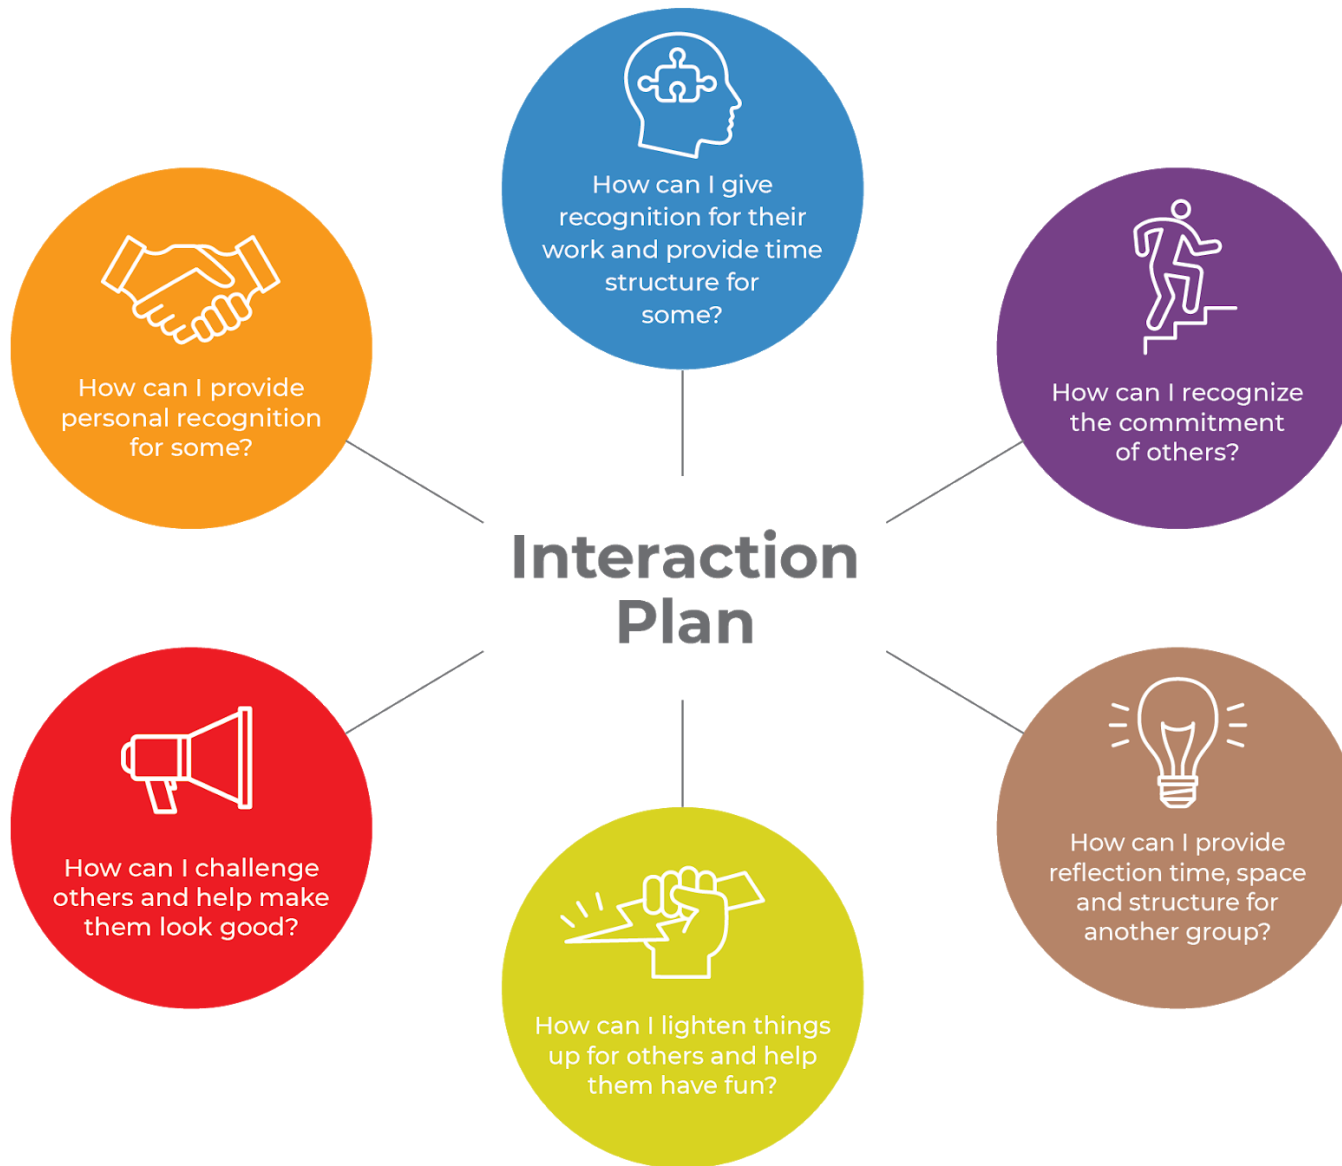 How can I give
recognition for their
work and provide time
structure for
some?
How can I provide
personal recognition
for some?
How can I recognize
the commitment
of others?
Interaction
Plan
How can I challenge
others and help make
them look good?
How can I provide
reflection time, space
and structure for
another group?
How can I lighten things
up for others and help
them have fun?